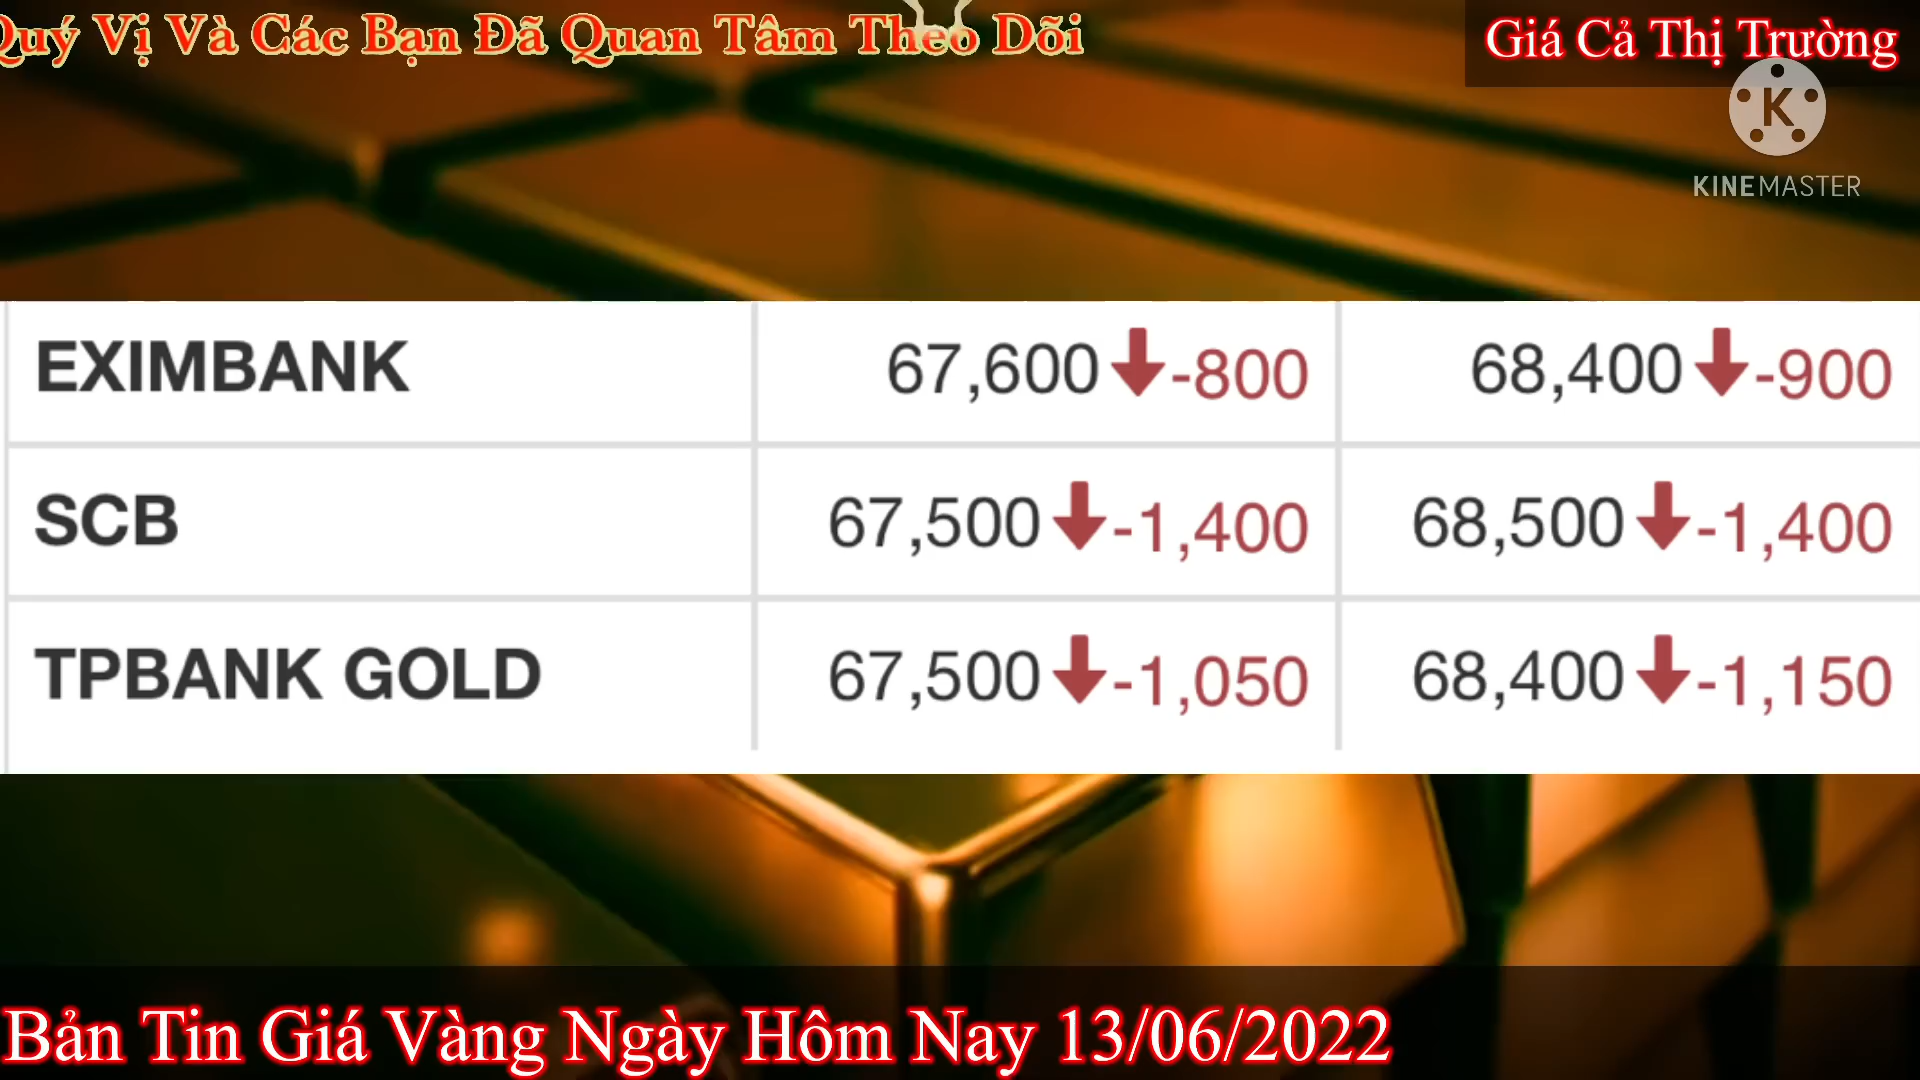 Quý Vị Và Các Bạn Đã Quan Tâm Theo Dõi
Giá Cả Thị Trường
K
KINEMASTER
EXIMBANK 67,600 -800 68,400 -900
SCB 67,500 -1,400 68,500 -1,400
TPBANK GOLD 67,500 -1,050 68,400 -1,150
Bản Tin Giá Vàng Ngày Hôm Nay 13/06/2022